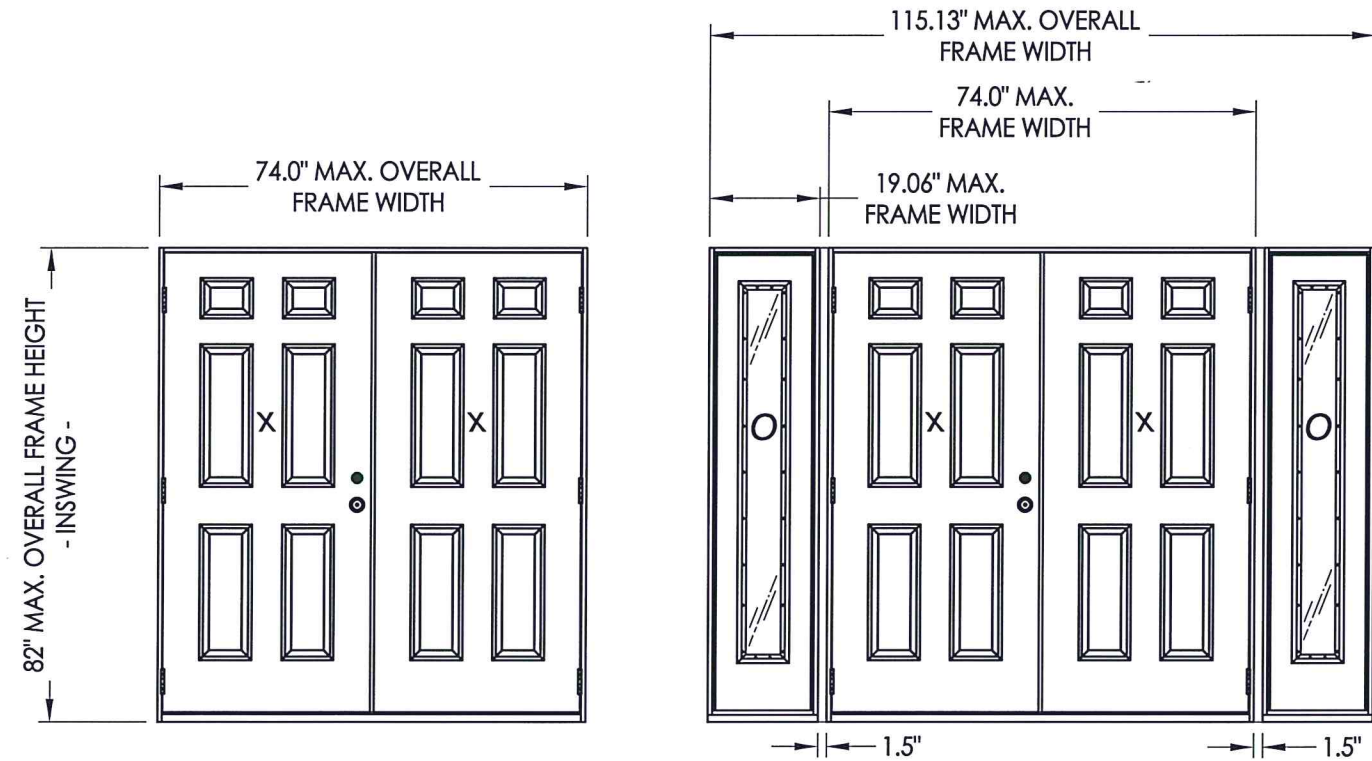 115.13" MAX. OVERALL
FRAME WIDTH
74.0" MAX.
FRAME WIDTH
74.0" MAX. OVERALL
FRAME WIDTH
19.06" MAX.
FRAME WIDTH
82" MAX. OVERALL FRAME HEIGHT
- INSWING -
X
X
O
X
X
O
1.5"
1.5"